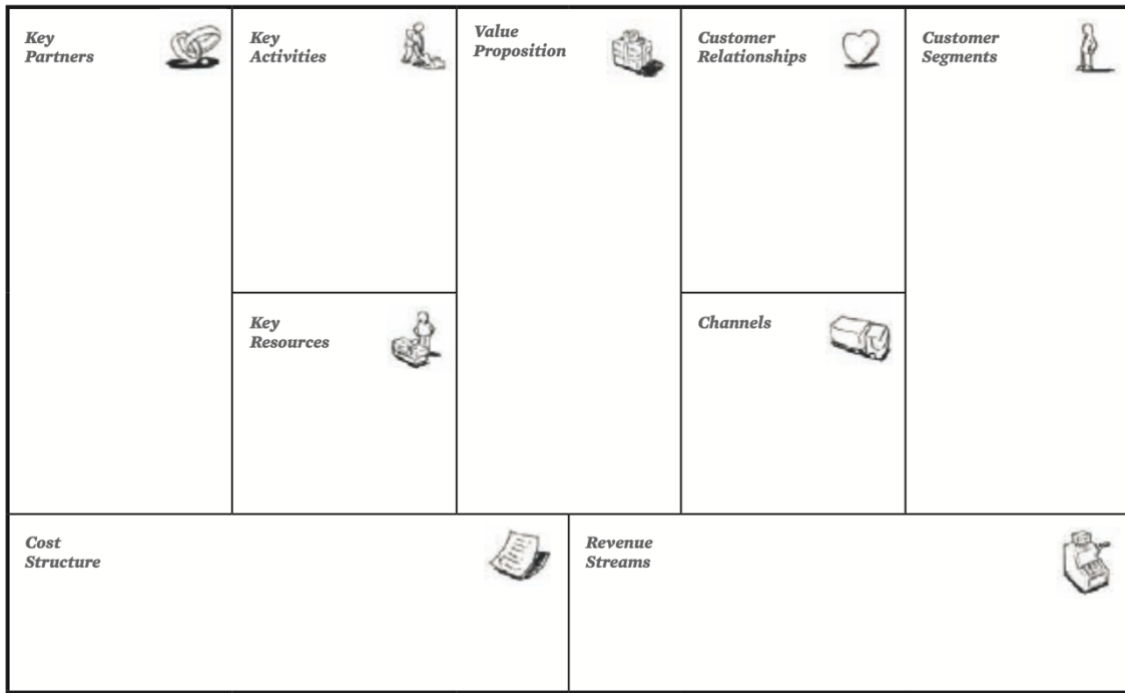 Key
Partners
Key
Activities
Value
Proposition
Customer
Relationships
Customer
Segments
Key
Resources
Channels
Cost
Structure
Revenue
Streams